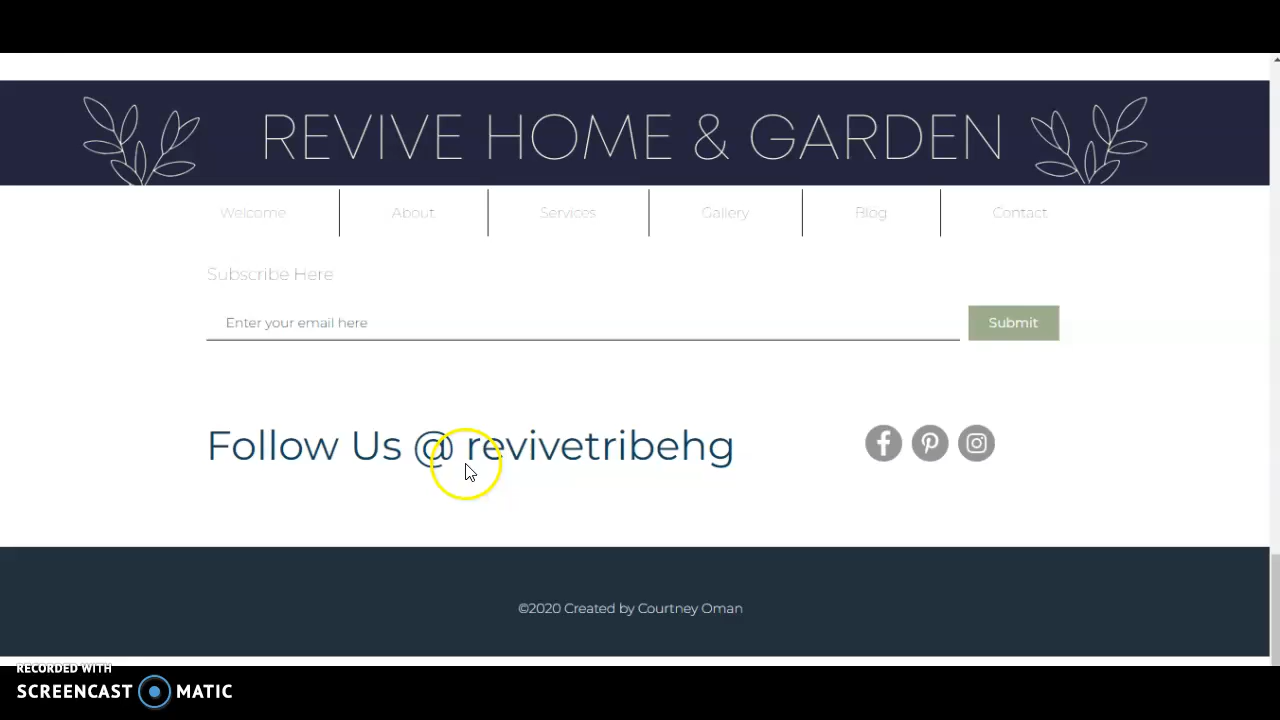 REVIVE HOME & GARDEN
Welcome About Services Gallery Blog Contact
Subscribe Here
Enter your email here Submit
Follow Us @ revivetribehg
©2020 Created by Courtney Oman
RECORDED WITH
SCREENCAST MATIC